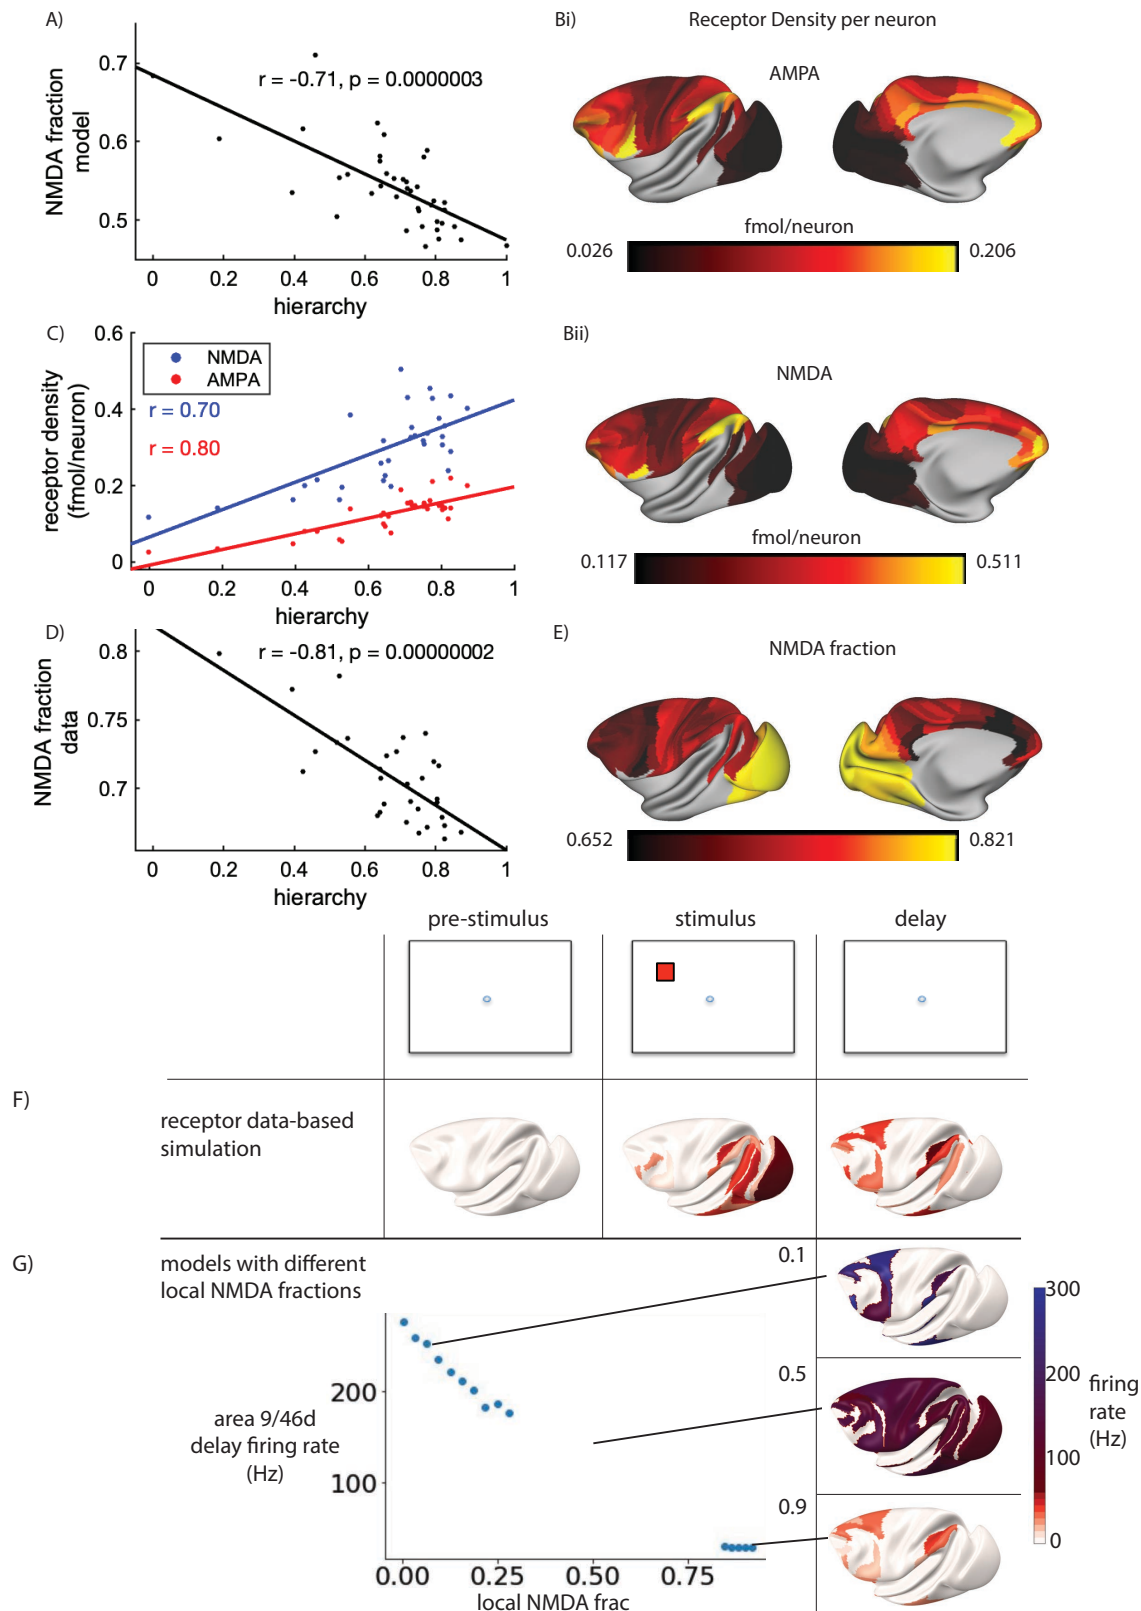 A)
r = -0.71, p = 0.0000003
NMDA fraction
model
0.7
0.6
0.5
0
0.2
0.4
0.6
0.8
1
hierarchy
Bi)
Receptor Density per neuron
AMPA
fmol/neuron
0.026
0.206
C)
NMDA
AMPA
r = 0.70
r = 0.80
receptor density
(fmol/neuron)
0.6
0.4
0.2
0
0
0.2
0.4
0.6
0.8
1
hierarchy
Bii)
NMDA
fmol/neuron
0.117
0.511
D)
r = -0.81, p = 0.00000002
NMDA fraction
data
0.8
0.75
0.7
0
0.2
0.4
0.6
0.8
1
hierarchy
E)
NMDA fraction
0.652
0.821
pre-stimulus
stimulus
delay
F)
receptor data-based
simulation
G)
models with different
local NMDA fractions
0.1
0.5
0.9
area 9/46d
delay firing rate
(Hz)
200
100
0.00
0.25
0.50
0.75
local NMDA frac
300
200
100
0
firing
rate
(Hz)